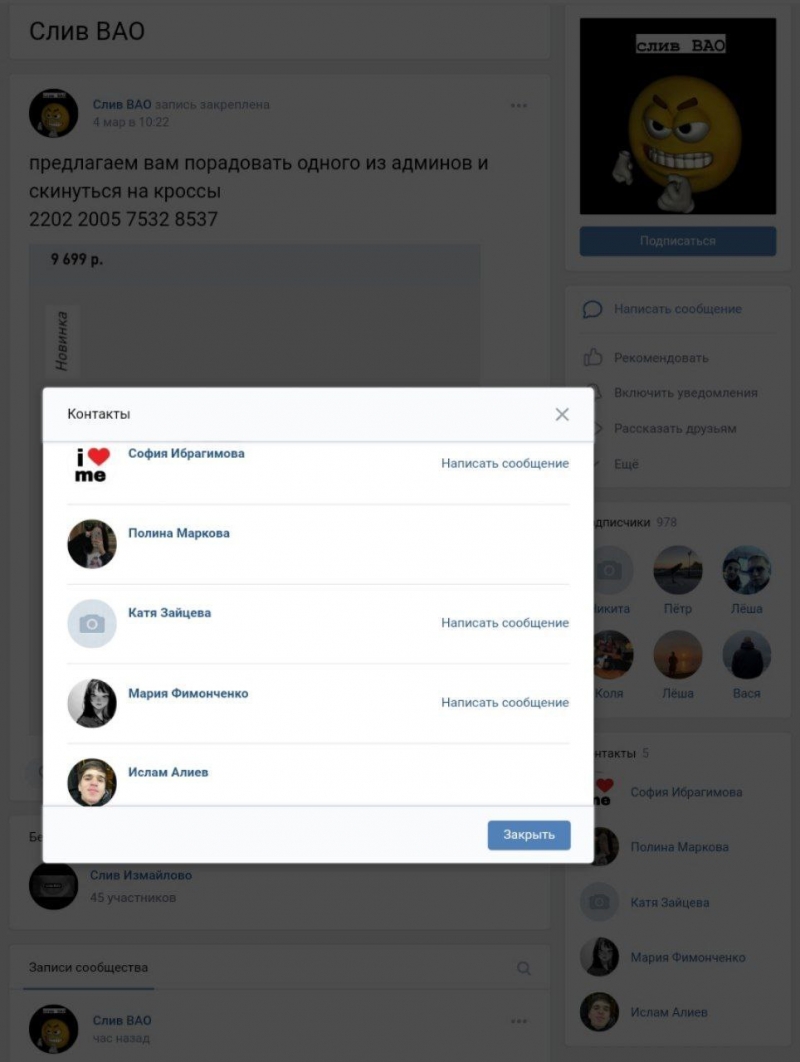 Слив ВАО
Слив ВАО запись закреплена
4 мар в 10:22
предлагаем вам порадовать одного из админов и
скинуться на кроссы
2202 2005 7532 8537
9 699 р.
Новинка
слив ВАО
Подписаться
Написать сообщение
Рекомендовать
Включить уведомления
Рассказать друзьям
Ещё
Контакты
i
me
София Ибрагимова
Написать сообщение
Полина Маркова
Катя Зайцева
Написать сообщение
Мария Фимонченко
Написать сообщение
Ислам Алиев
Закрыть
дписчики 978
Никита
Пётр
Лёша
Коля
Лёша
Вася
нтакты 5
София Ибрагимова
Полина Маркова
Катя Зайцева
Мария Фимонченко
Ислам Алиев
Бе
Слив Измайлово
45 участников
Записи сообщества
Слив ВАО
час назад